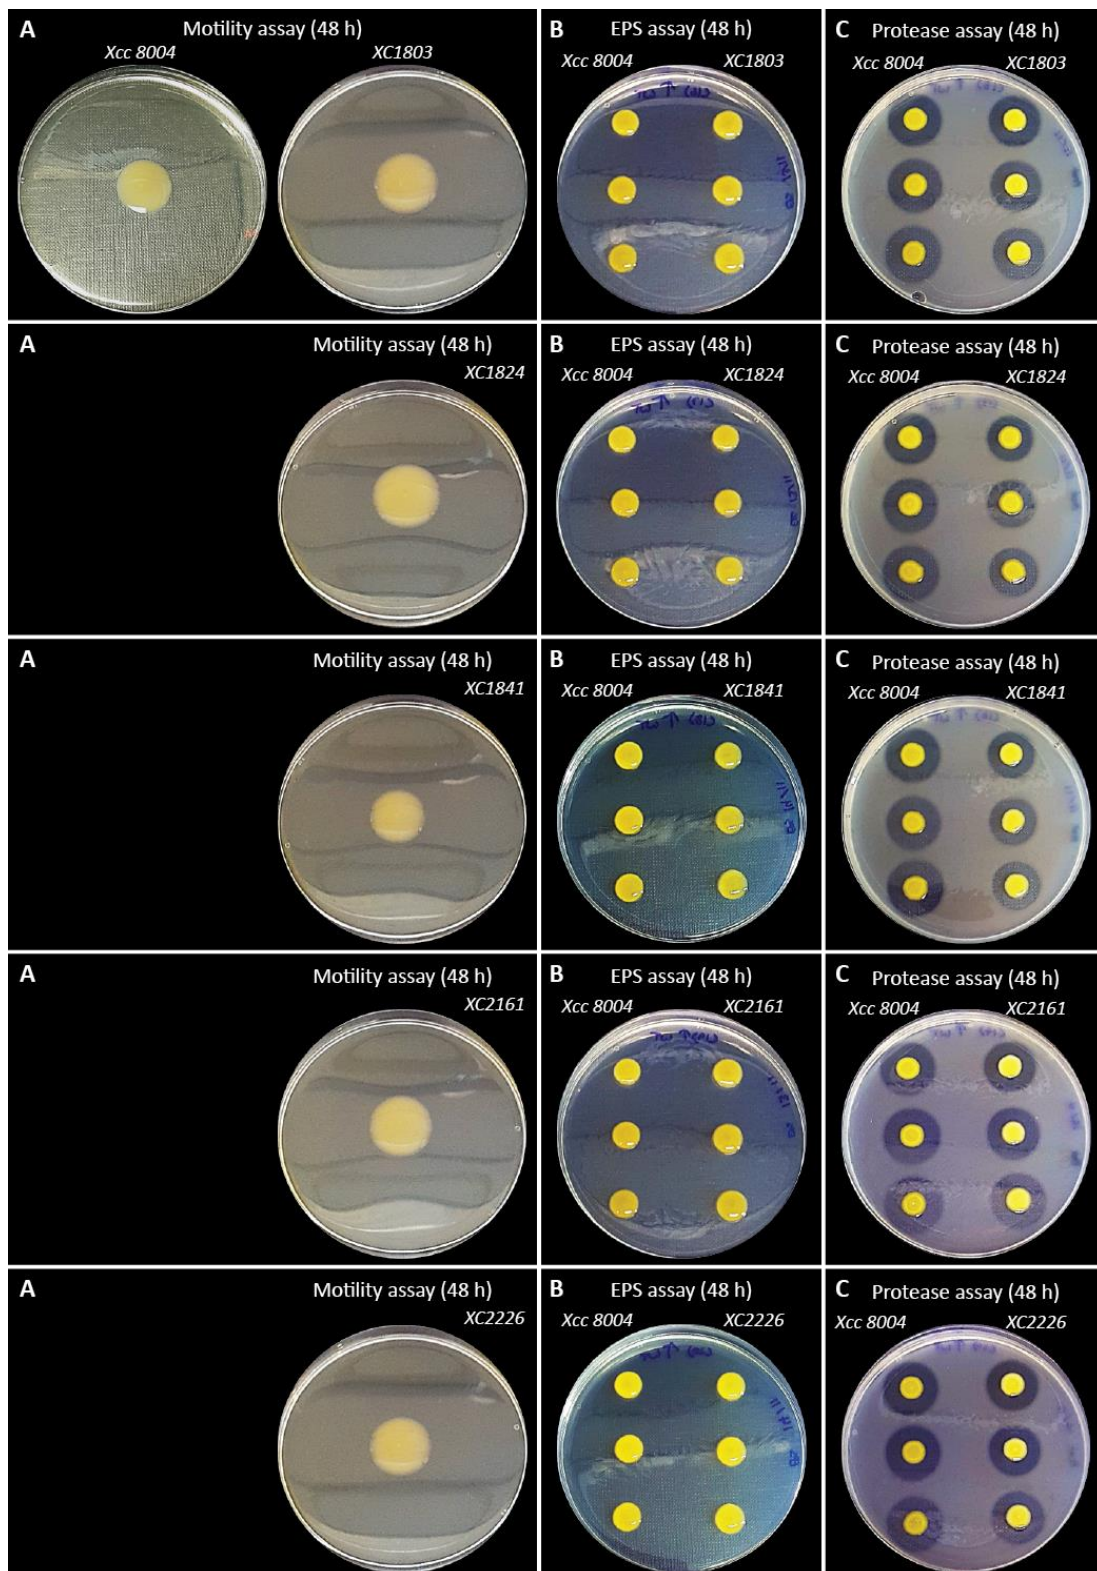 A
Motility assay (48 h)
Xcc 8004
XC1803
B
EPS assay (48 h)
Xcc 8004
XC1803
C
Protease assay (48 h)
Xcc 8004
XC1803
A
Motility assay (48 h)
XC1824
B
EPS assay (48 h)
Xcc 8004
XC1824
C
Protease assay (48 h)
Xcc 8004
XC1824
A
Motility assay (48 h)
XC1841
B
EPS assay (48 h)
Xcc 8004
XC1841
C
Protease assay (48 h)
Xcc 8004
XC1841
A
Motility assay (48 h)
XC2161
B
EPS assay (48 h)
Xcc 8004
XC2161
C
Protease assay (48 h)
Xcc 8004
XC2161
A
Motility assay (48 h)
XC2226
B
EPS assay (48 h)
Xcc 8004
XC2226
C
Protease assay (48 h)
Xcc 8004
XC2226